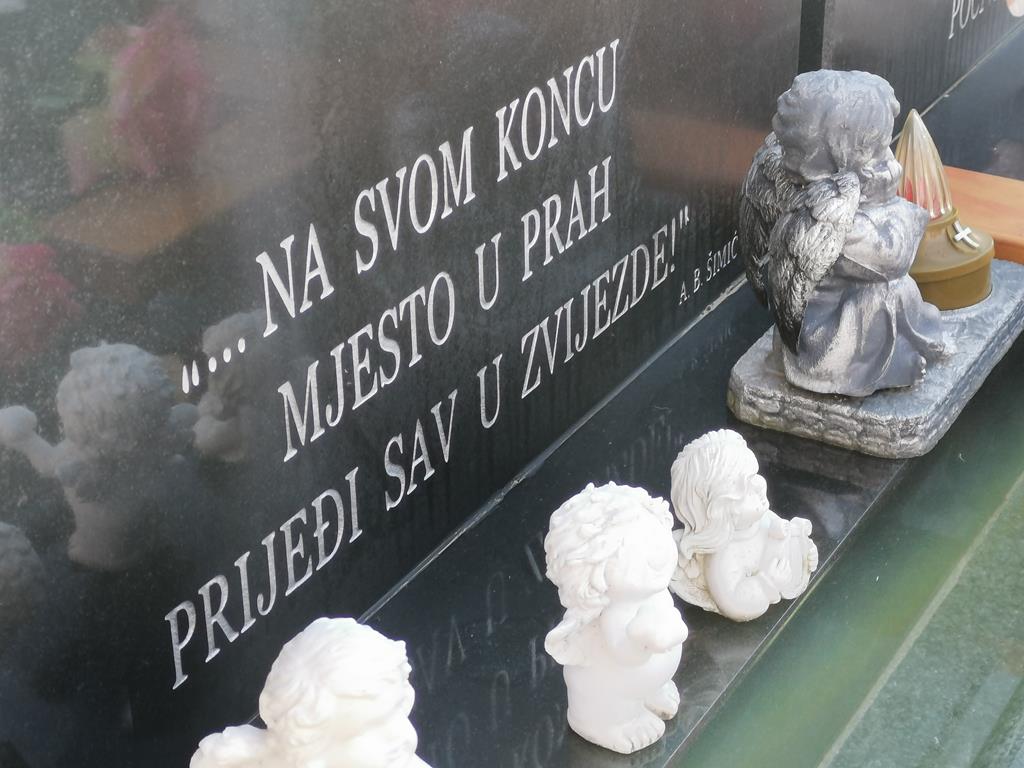 "... NA SVOM KONCU
MJESTO U PRAH
PRIJEĐI SAV U ZVIJEZDE!"
A. B. ŠIMIĆ